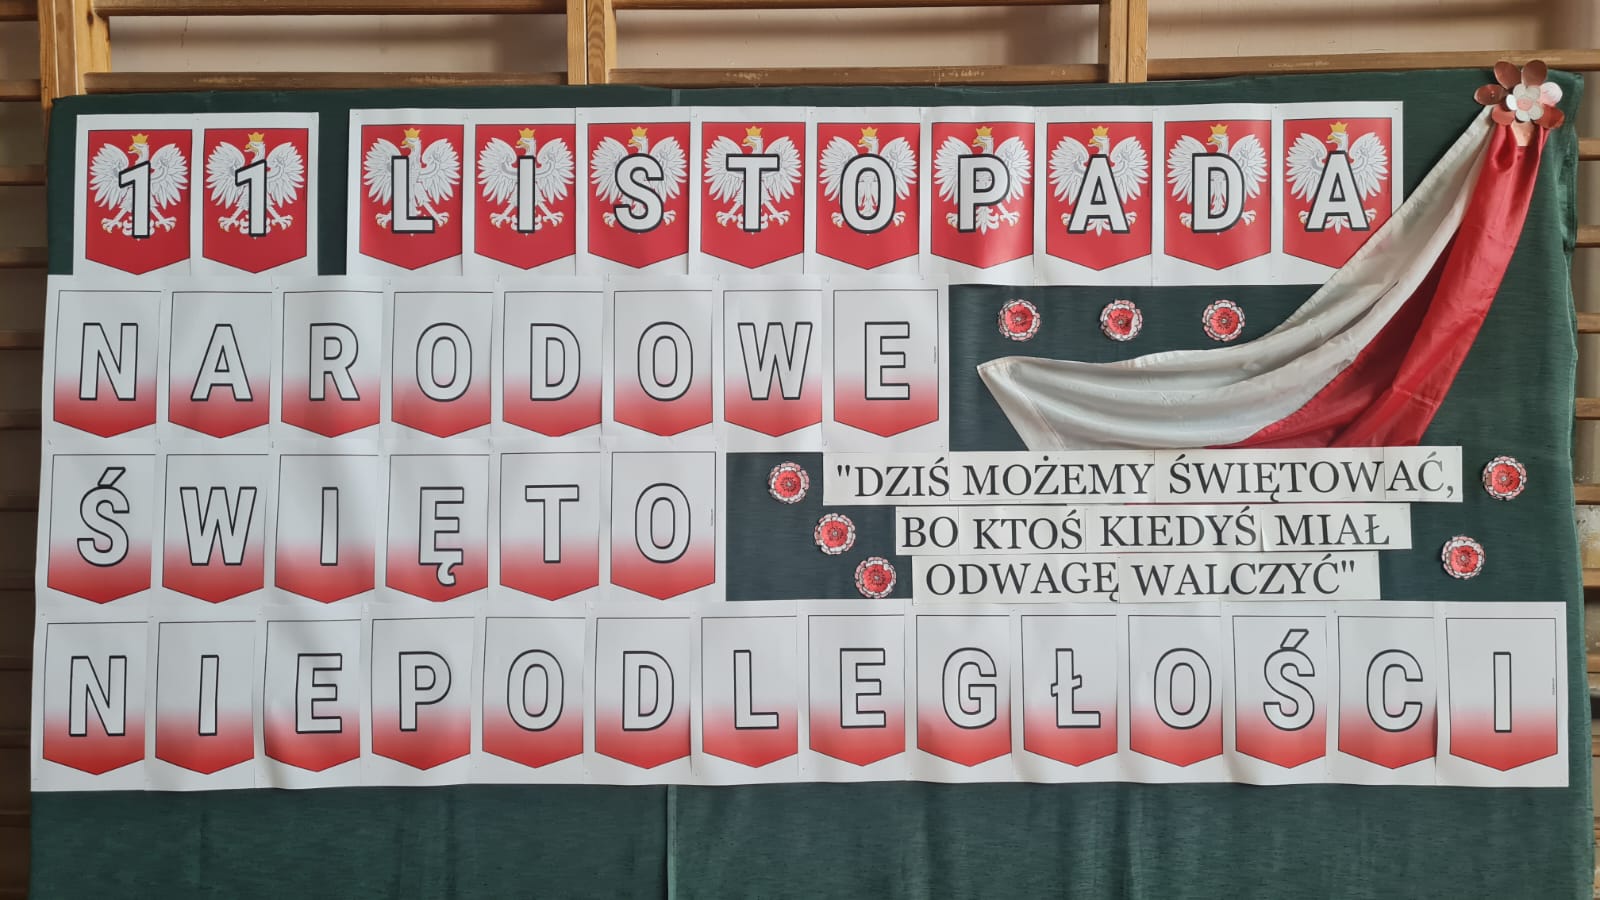 11 LISTOPADA
NARODOWE
ŚWIĘTO
"DZIŚ MOŻEMY ŚWIĘTOWAĆ,
BO KTOŚ KIEDYŚ MIAŁ
ODWAGĘ WALCZYĆ"
NIEPODLEGŁOŚCI